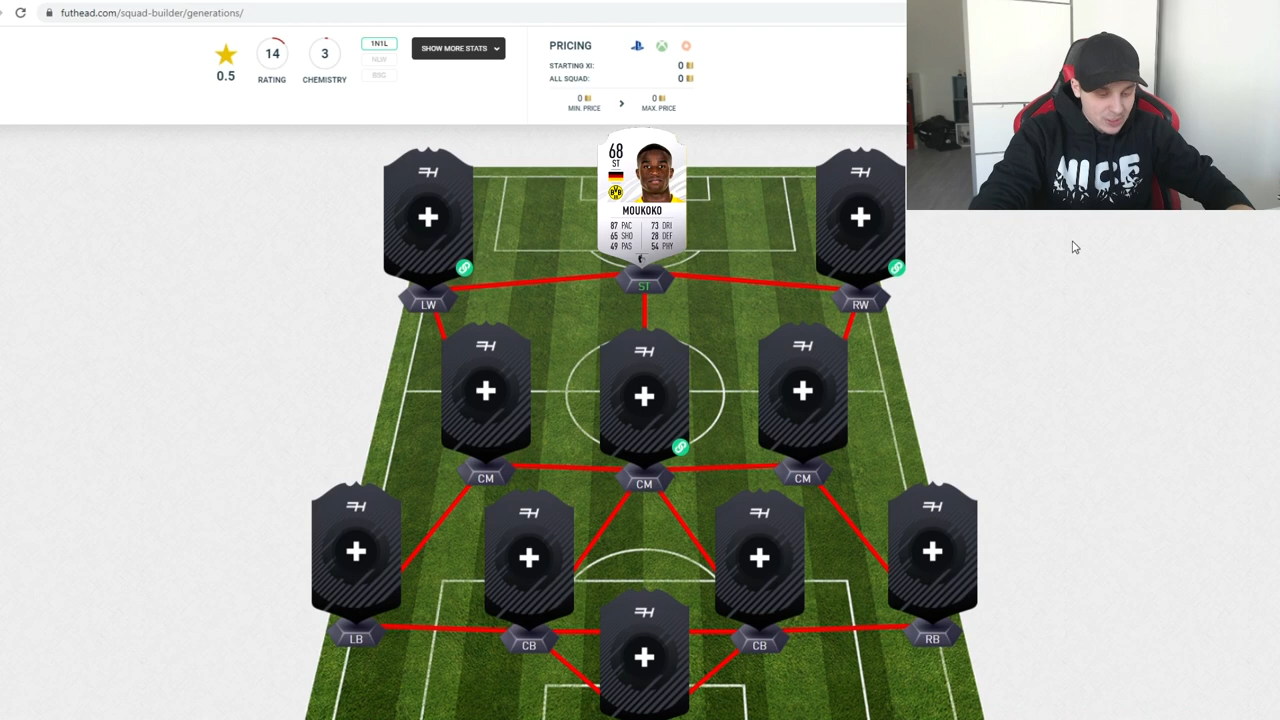 futhead.com/squad-builder/generations/
0.5
14
RATING
3
CHEMISTRY
1N1L
NLW
BSC
SHOW MORE STATS
PRICING
STARTING XI: 0
ALL SQUAD: 0
0
MIN. PRICE
0
MAX. PRICE
NICE
68
ST
MOUKOKO
87 PAC 73 DRI
65 SHO 28 DEF
49 PAS 54 PHY
ST
LW
RW
CM
CM
CM
LB
CB
CB
RB